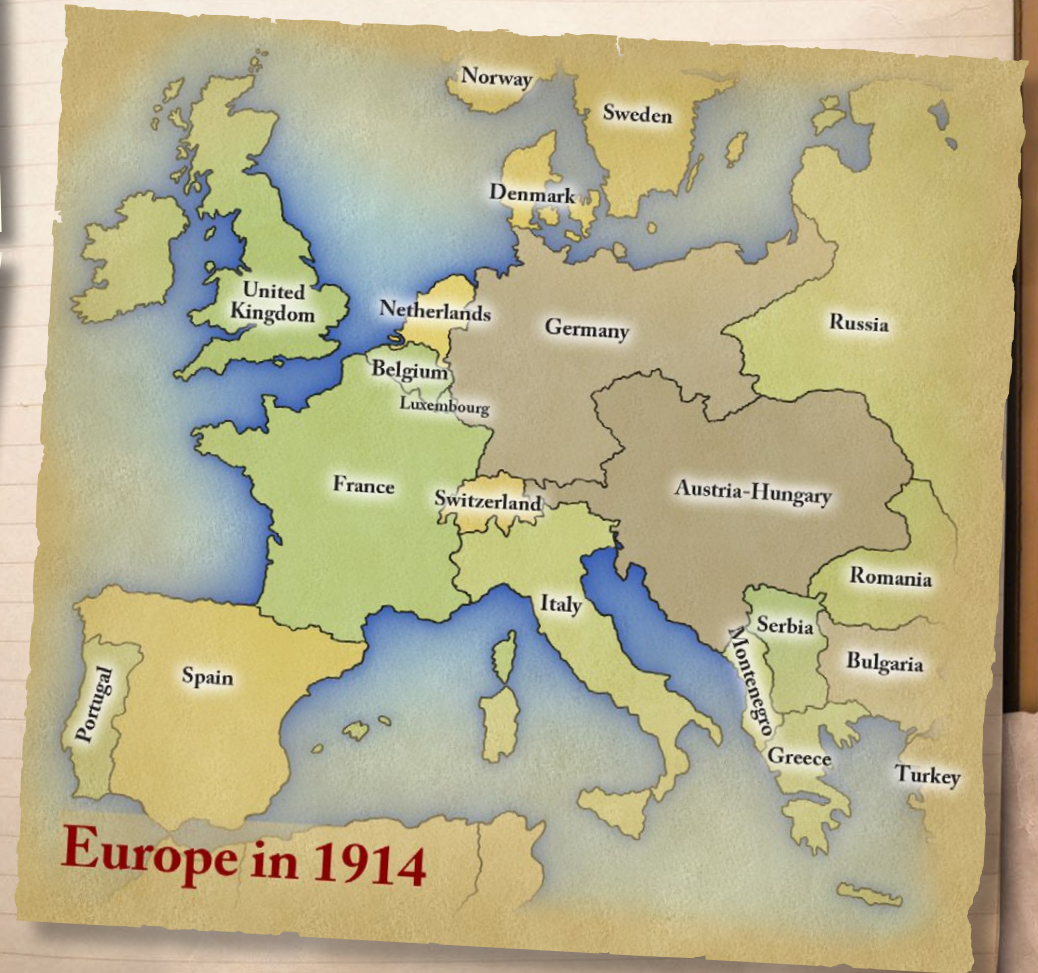 Norway
Sweden
Denmark
United
Kingdom
Netherlands
Germany
Russia
Belgium
Luxembourg
France
Switzerland
Austria-Hungary
Romania
Italy
Serbia
Montenegro
Bulgaria
Portugal
Spain
Greece
Turkey
Europe in 1914